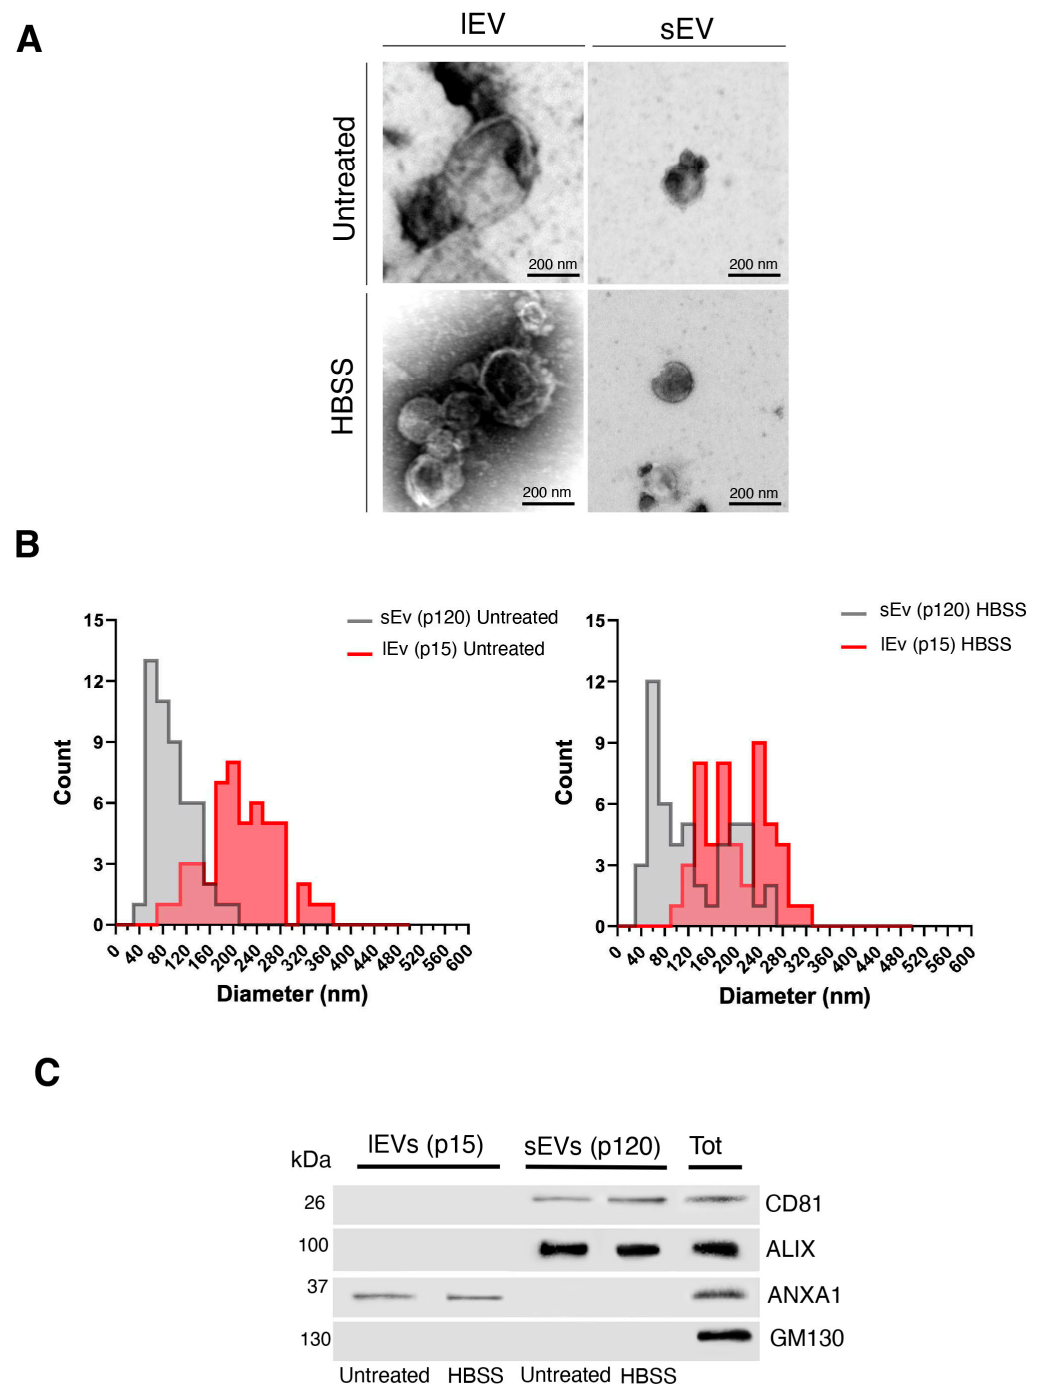 A
lEV
sEV
Untreated
200 nm
200 nm
HBSS
200 nm
200 nm
B
sEv (p120) Untreated
lEv (p15) Untreated
15
12
9
6
3
0
Count
0 40 80 120 160 200 240 280 320 360 400 440 480 520 560 600
Diameter (nm)
sEv (p120) HBSS
lEv (p15) HBSS
15
12
9
6
3
0
Count
0 40 80 120 160 200 240 280 320 360 400 440 480 520 560 600
Diameter (nm)
C
kDa
lEVs (p15)
sEVs (p120)
Tot
26
CD81
100
ALIX
37
ANXA1
130
GM130
Untreated HBSS Untreated HBSS